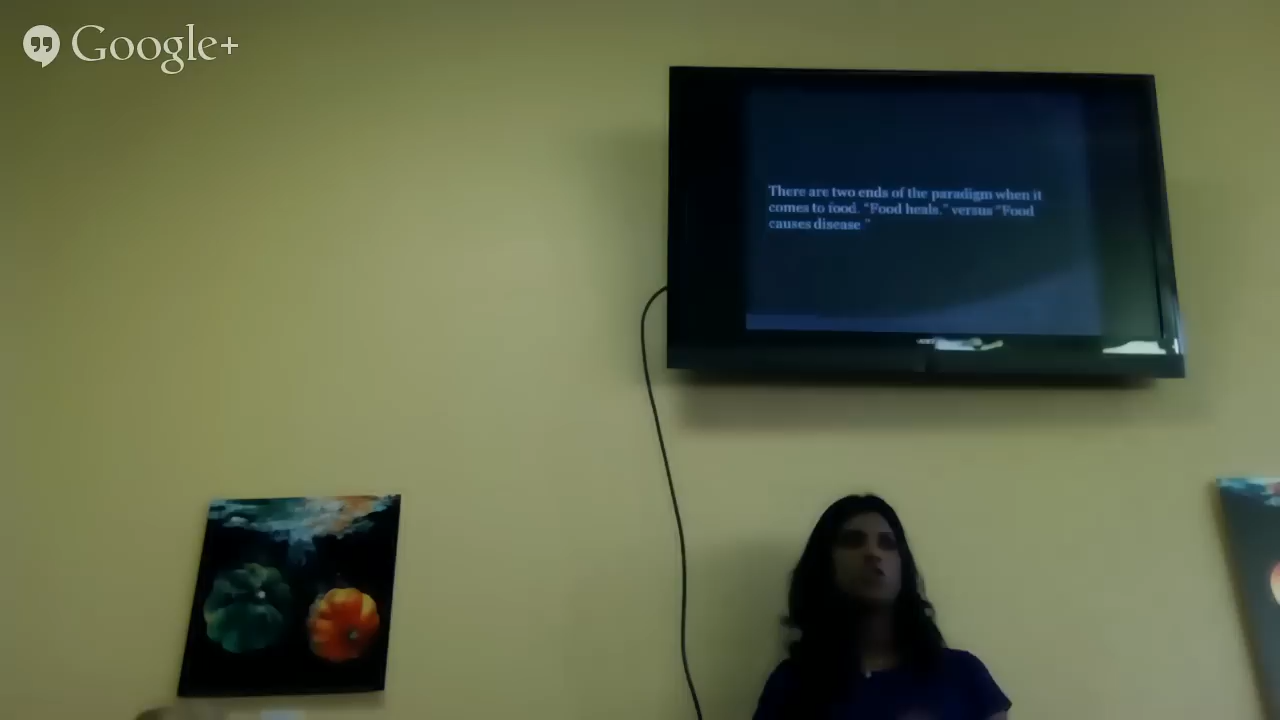 Google+
There are two ends of the paradigm when it
comes to food. "Food heals." versus "Food
causes disease."